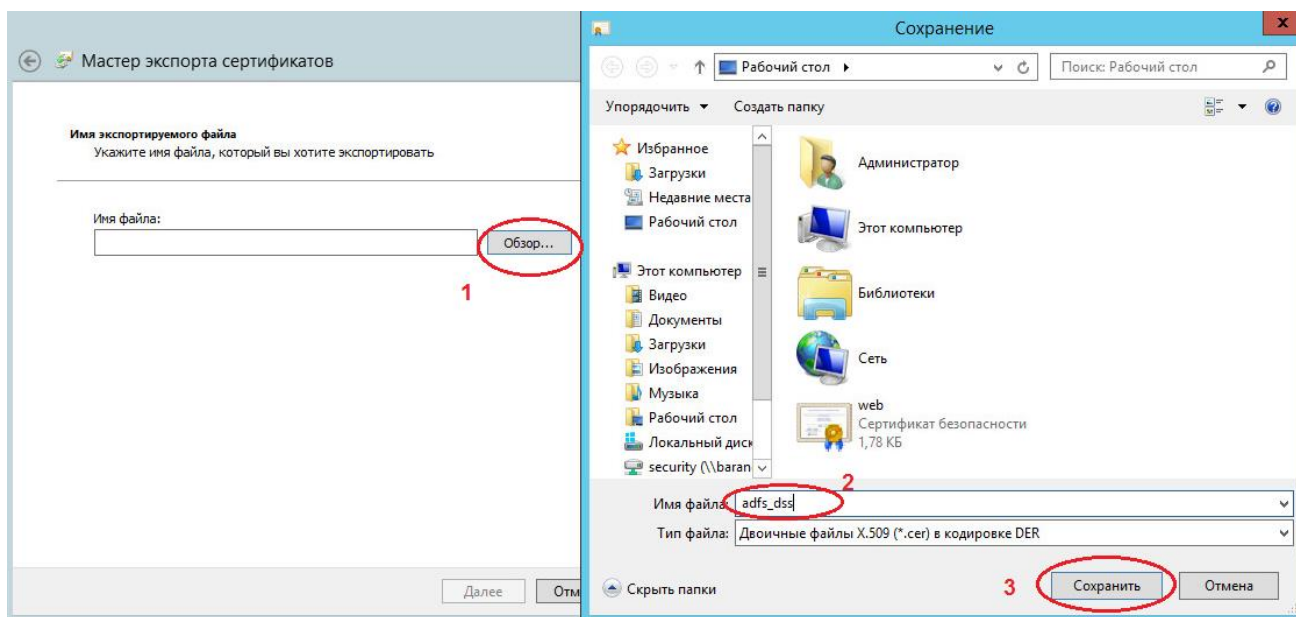 Мастер экспорта сертификатов
Имя экспортируемого файла
Укажите имя файла, который вы хотите экспортировать
Имя файла:
Обзор...
1
Далее
Отм
Сохранение
x
Рабочий стол
Поиск: Рабочий стол
Упорядочить
Создать папку
Избранное
Загрузки
Недавние места
Рабочий стол
Этот компьютер
Видео
Документы
Загрузки
Изображения
Музыка
Рабочий стол
Локальный диск
security (\\baran
Администратор
Этот компьютер
Библиотеки
Сеть
web
Сертификат безопасности
1,78 КБ
2
Имя файла: adfs_dss
Тип файла: Двоичные файлы X.509 (*.cer) в кодировке DER
Скрыть папки
3
Сохранить
Отмена